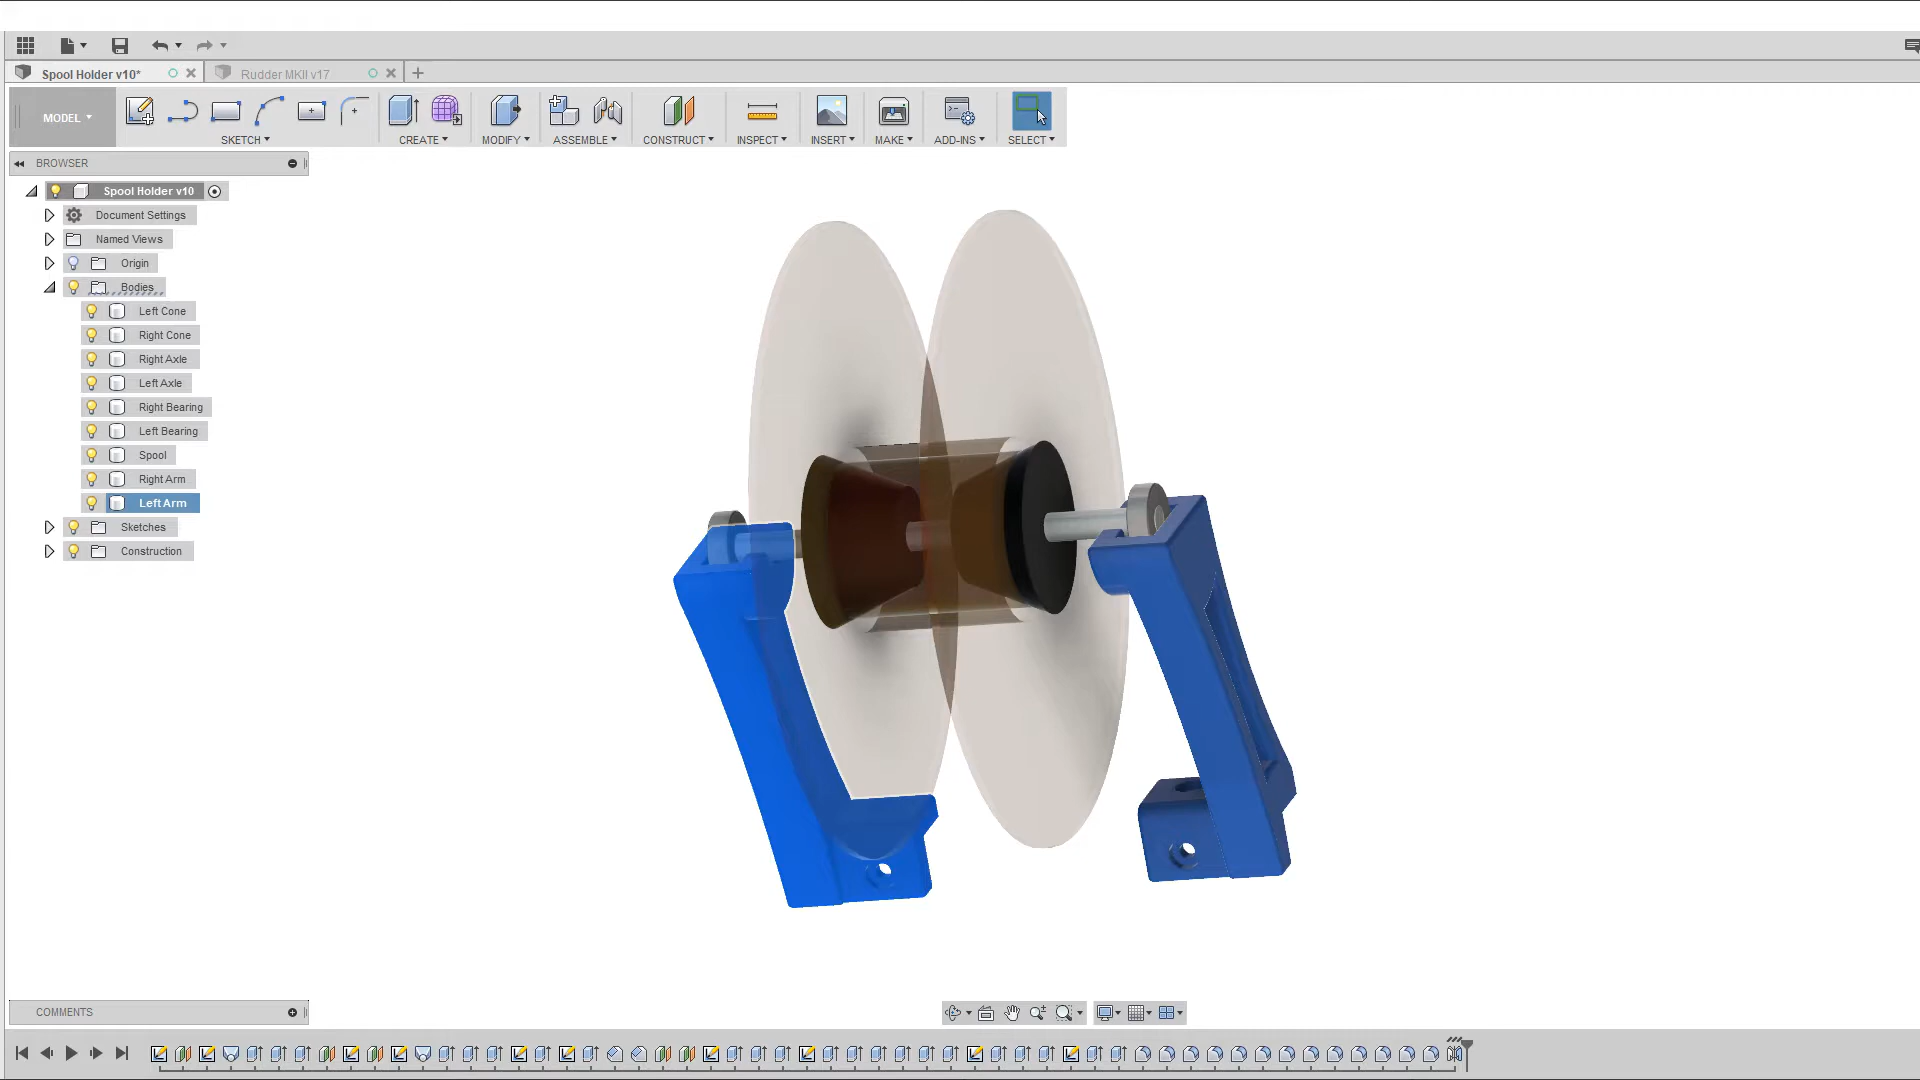 Spool Holder v10*
Rudder MKII v17
MODEL
SKETCH
CREATE
MODIFY
ASSEMBLE
CONSTRUCT
INSPECT
INSERT
MAKE
ADD-INS
SELECT
BROWSER
Spool Holder v10
Document Settings
Named Views
Origin
Bodies
Left Cone
Right Cone
Right Axle
Left Axle
Right Bearing
Left Bearing
Spool
Right Arm
Left Arm
Sketches
Construction
COMMENTS